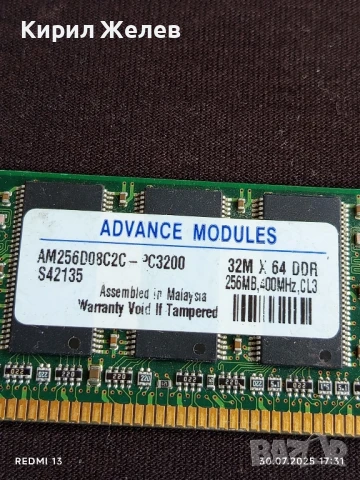 Кирил Желев
ADVANCE MODULES
AM256D08C2C-PC3200 32M X 64 DDR
S42135 256MB,400MHz,CL3
Assembled in Malaysia
Warranty Void If Tampered
REDMI 13 30.07.2025 17:31